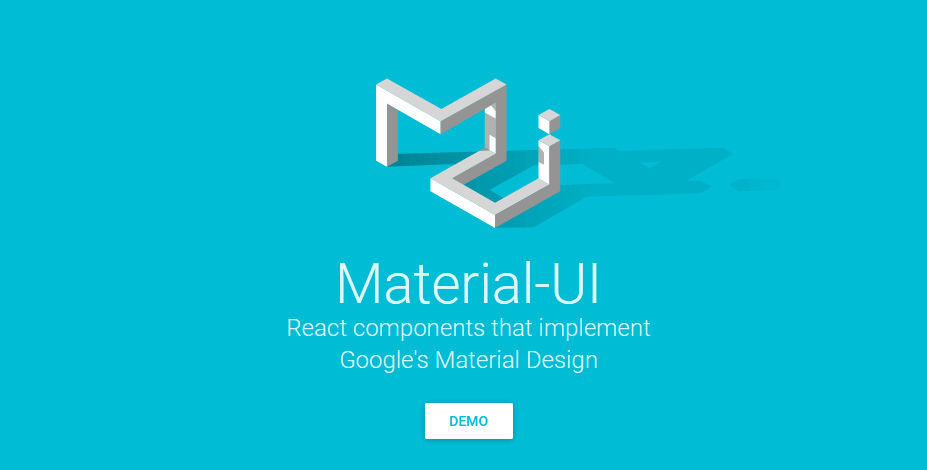 Material-UI
React components that implement
Google's Material Design
DEMO